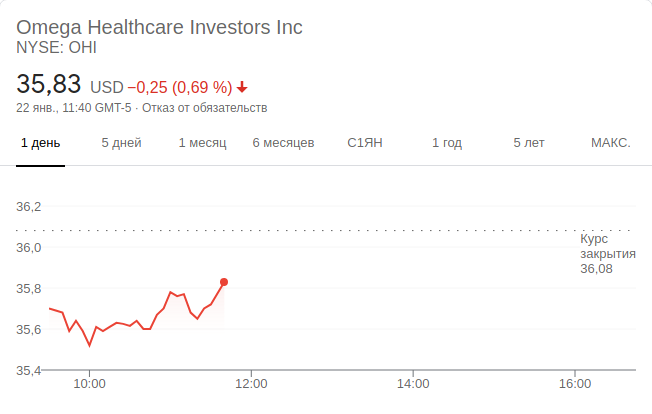 Omega Healthcare Investors Inc
NYSE: OHI
35,83 USD −0,25 (0,69 %)
22 янв., 11:40 GMT-5 · Отказ от обязательств
1 день 5 дней 1 месяц 6 месяцев С1ЯН 1 год 5 лет МАКС.
36,2
36,0
35,8
35,6
35,4
Курс
закрытия
36,08
10:00 12:00 14:00 16:00